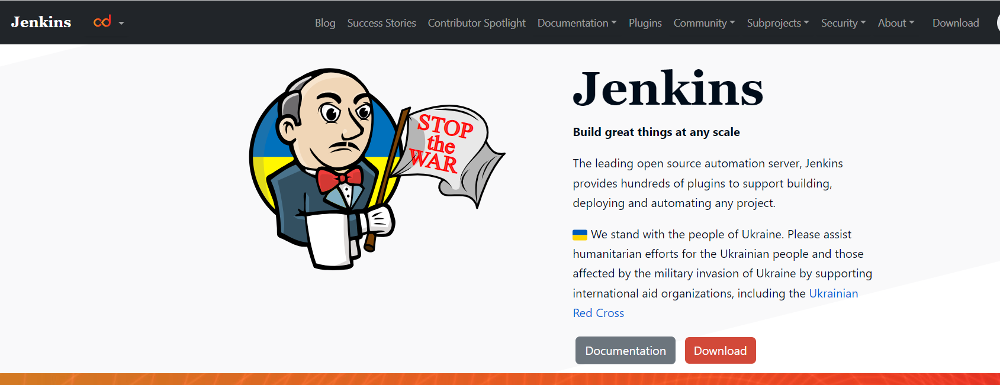 Jenkins cd Blog Success Stories Contributor Spotlight Documentation Plugins Community Subprojects Security About Download
STOP
the
WAR
Jenkins
Build great things at any scale
The leading open source automation server, Jenkins
provides hundreds of plugins to support building,
deploying and automating any project.
We stand with the people of Ukraine. Please assist
humanitarian efforts for the Ukrainian people and those
affected by the military invasion of Ukraine by supporting
international aid organizations, including the Ukrainian
Red Cross
Documentation Download